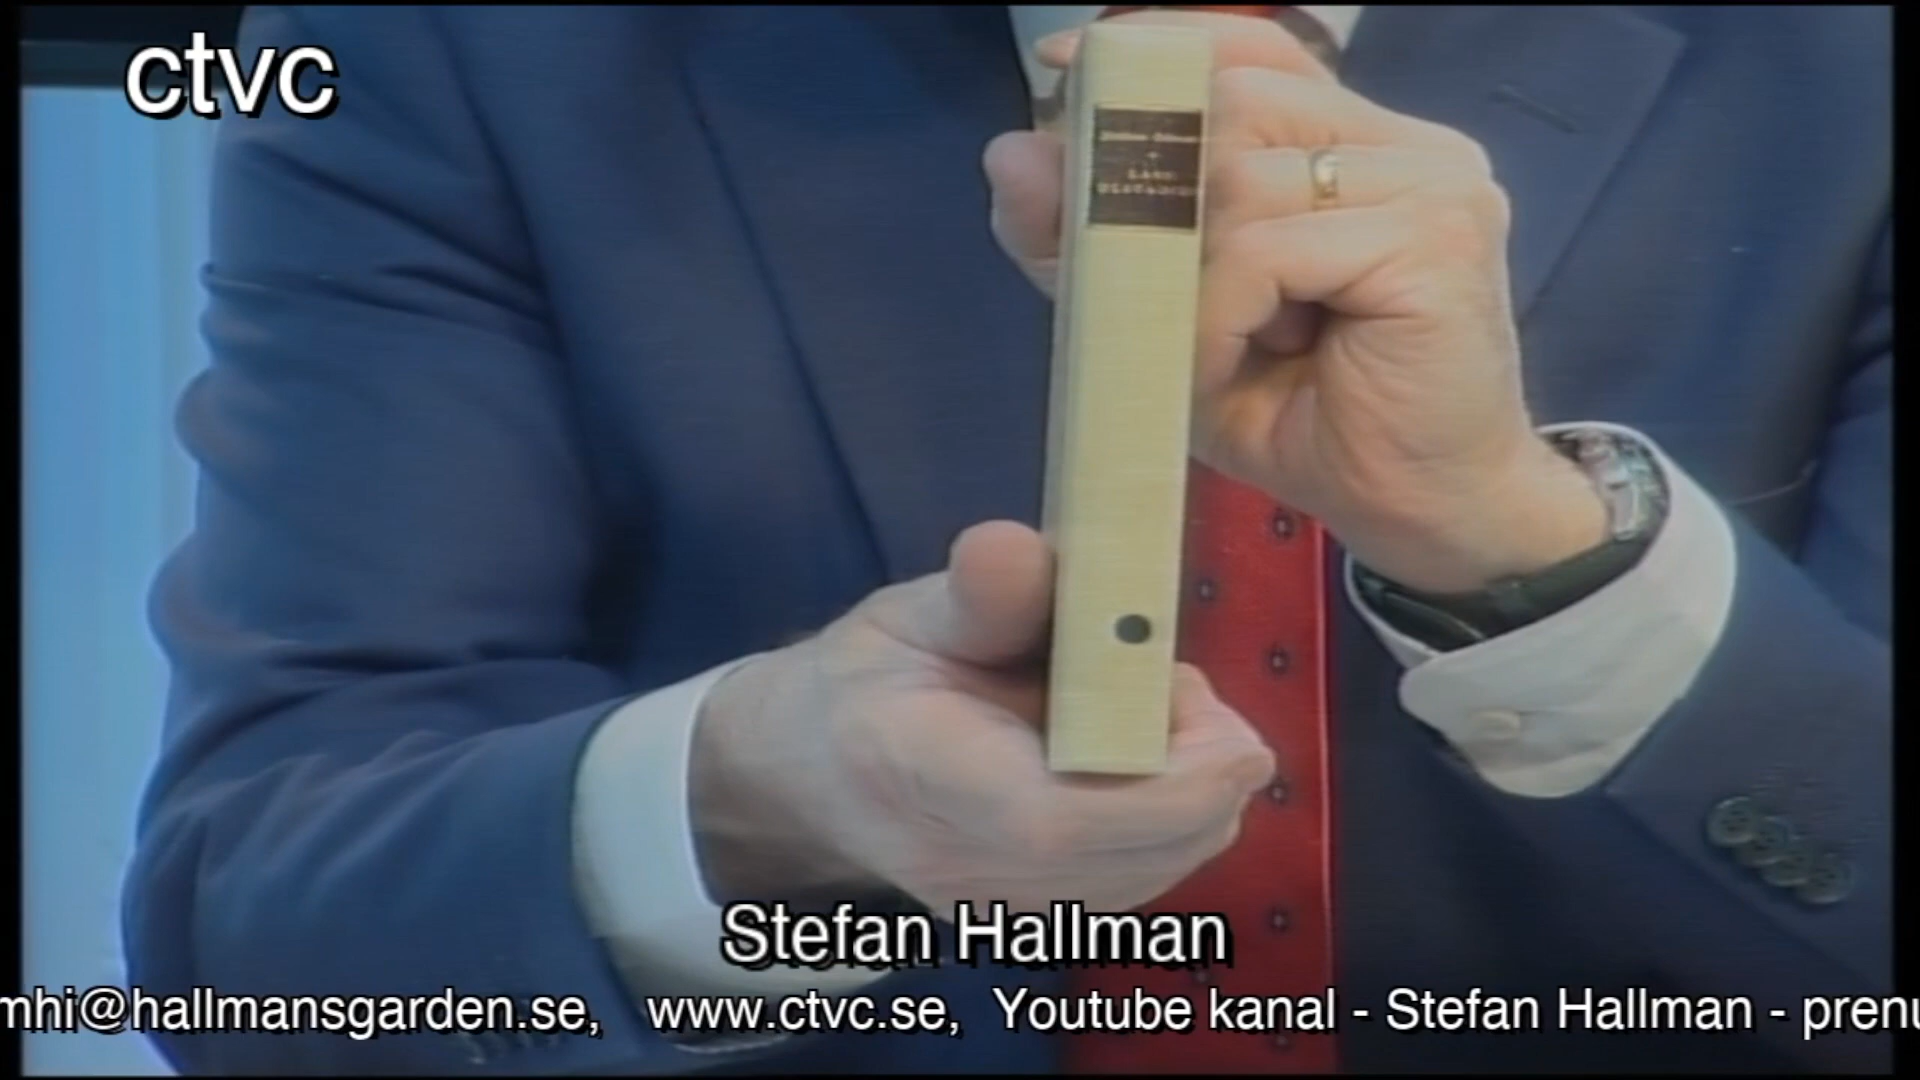 ctvc
Stefan Hallman
mhi@hallmansgarden.se, www.ctvc.se, Youtube kanal - Stefan Hallman - prenu